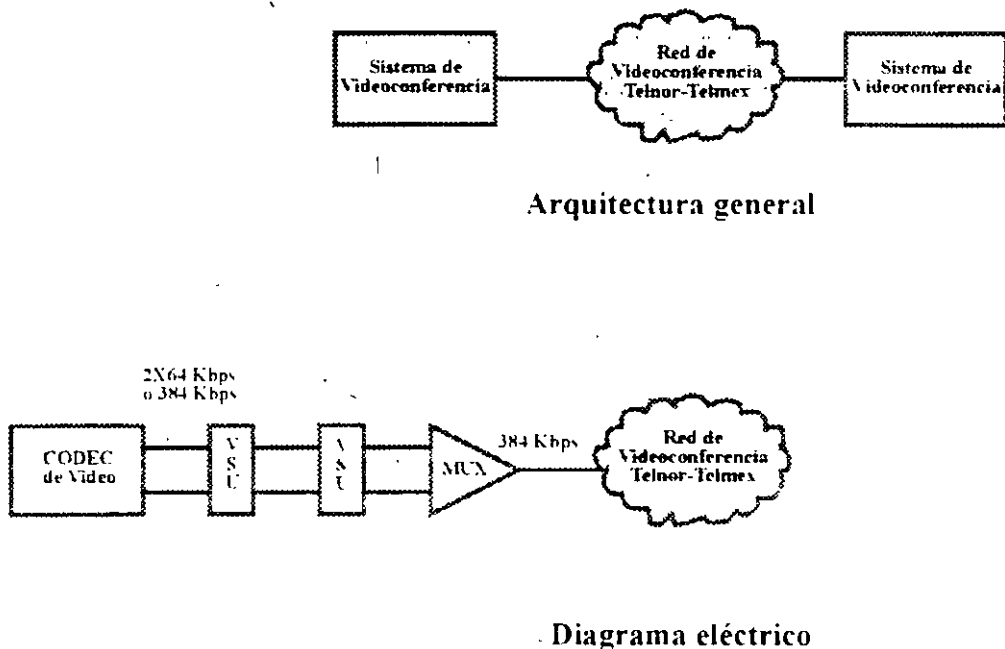 Sistema de
Videoconferencia
Red de
Videoconferencia
Telnor-Telmex
Sistema de
Videoconferencia
Arquitectura general
2X64 Kbps
o 384 Kbps
CODEC
de Video
V
S
U
V
S
U
MUX
384 Kbps
Red de
Videoconferencia
Telnor-Telmex
Diagrama eléctrico